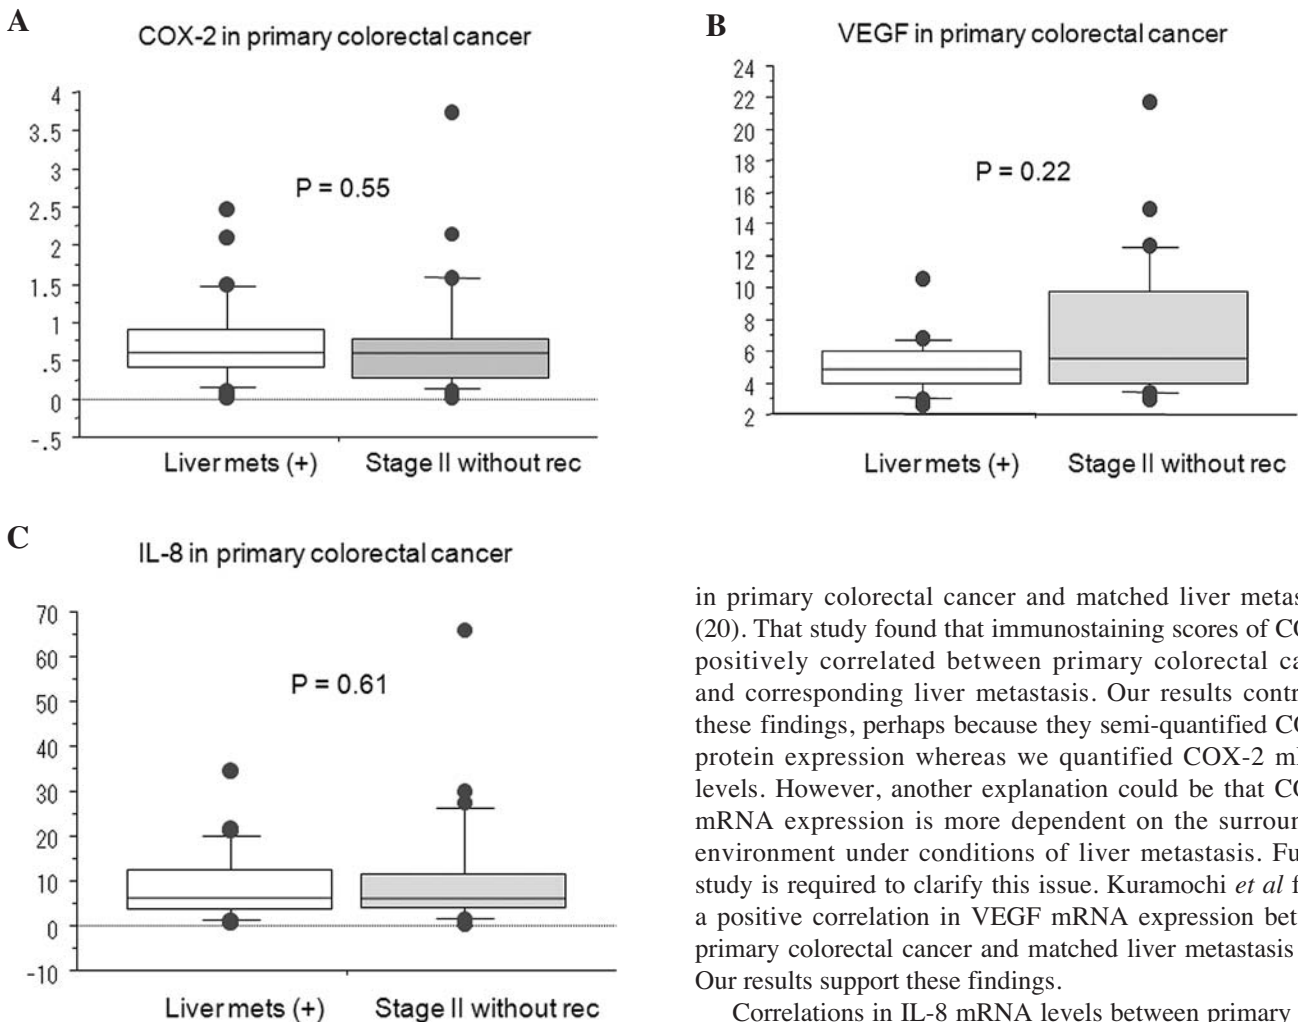 A
COX-2 in primary colorectal cancer
4
3.5
3
2.5
2
1.5
1
.5
0
-.5
P = 0.55
Liver mets (+)
Stage II without rec
B
VEGF in primary colorectal cancer
24
22
20
18
16
14
12
10
8
6
4
2
P = 0.22
Liver mets (+)
Stage II without rec
C
IL-8 in primary colorectal cancer
70
60
50
40
30
20
10
0
-10
P = 0.61
Liver mets (+)
Stage II without rec
in primary colorectal cancer and matched liver metas
(20). That study found that immunostaining scores of CO
positively correlated between primary colorectal ca
and corresponding liver metastasis. Our results contr
these findings, perhaps because they semi-quantified CO
protein expression whereas we quantified COX-2 m
levels. However, another explanation could be that CO
mRNA expression is more dependent on the surroun
environment under conditions of liver metastasis. Fu
study is required to clarify this issue. Kuramochi et al f
a positive correlation in VEGF mRNA expression bet
primary colorectal cancer and matched liver metastasis
Our results support these findings.
Correlations in IL-8 mRNA levels between primary